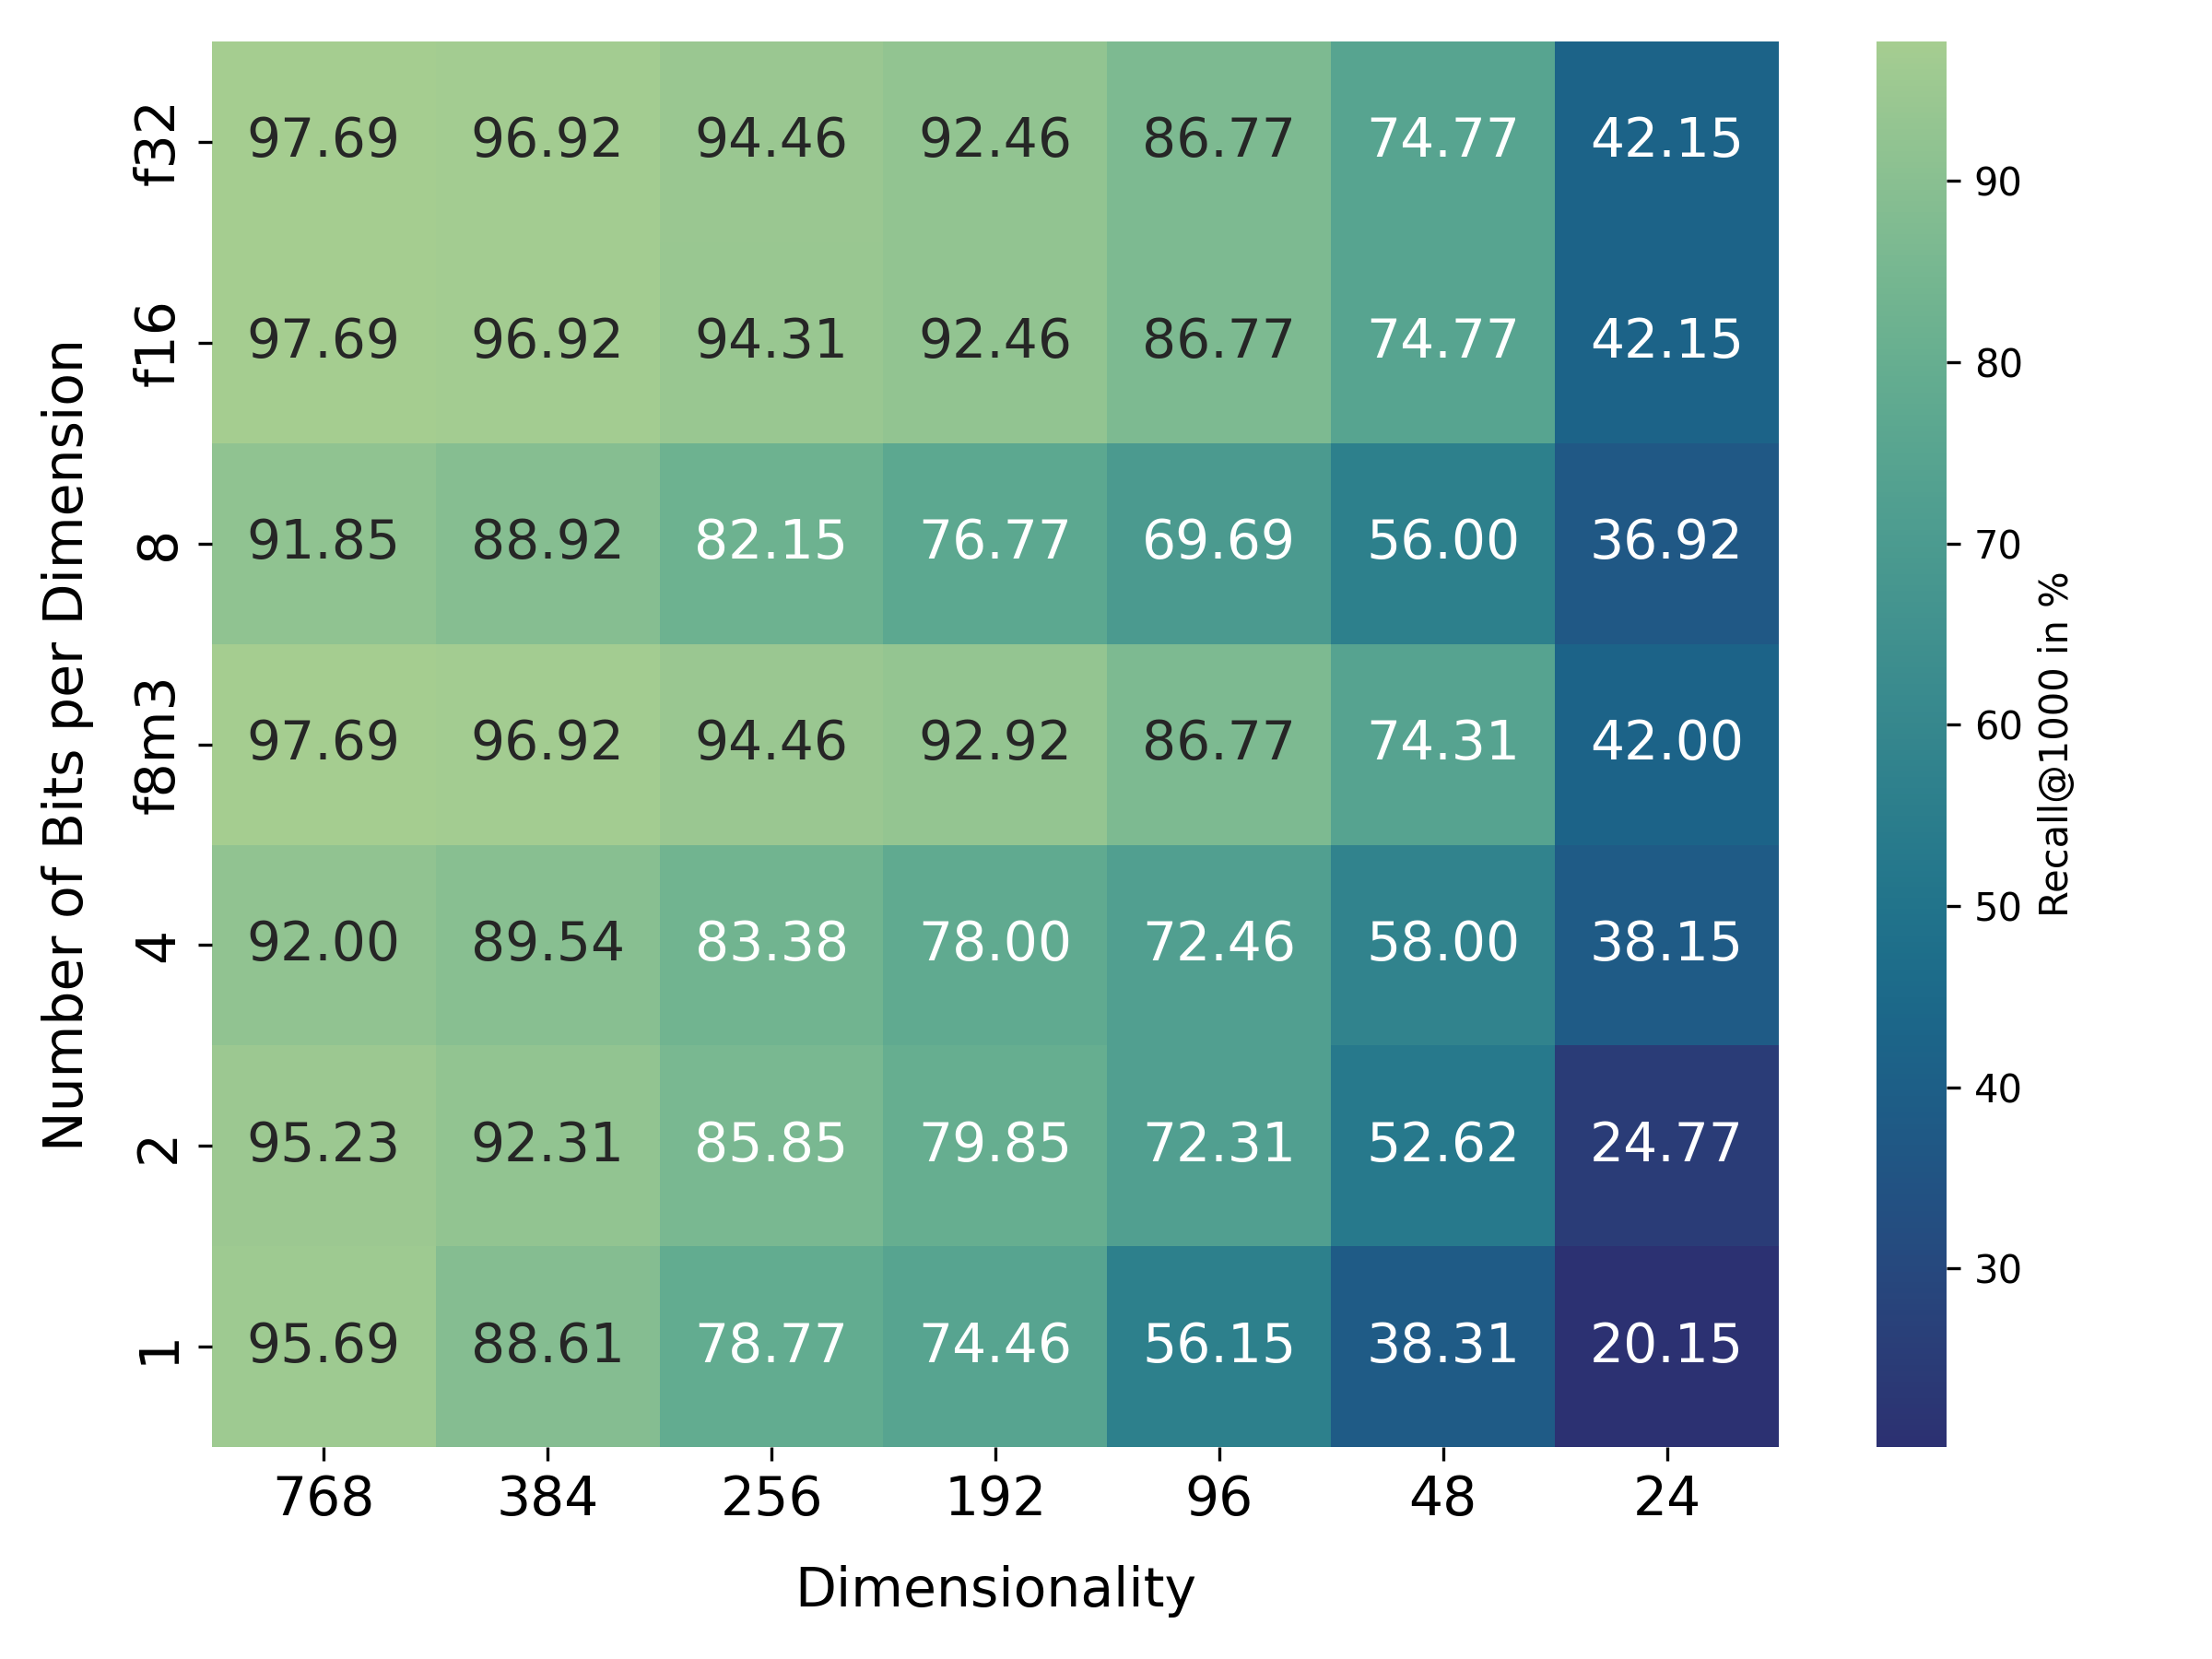 Number of Bits per Dimension
f32 97.69 96.92 94.46 92.46 86.77 74.77 42.15
f16 97.69 96.92 94.31 92.46 86.77 74.77 42.15
8 91.85 88.92 82.15 76.77 69.69 56.00 36.92
f8m3 97.69 96.92 94.46 92.92 86.77 74.31 42.00
4 92.00 89.54 83.38 78.00 72.46 58.00 38.15
2 95.23 92.31 85.85 79.85 72.31 52.62 24.77
1 95.69 88.61 78.77 74.46 56.15 38.31 20.15
768 384 256 192 96 48 24
Dimensionality
90
80
70
60
50
40
30
Recall@1000 in %